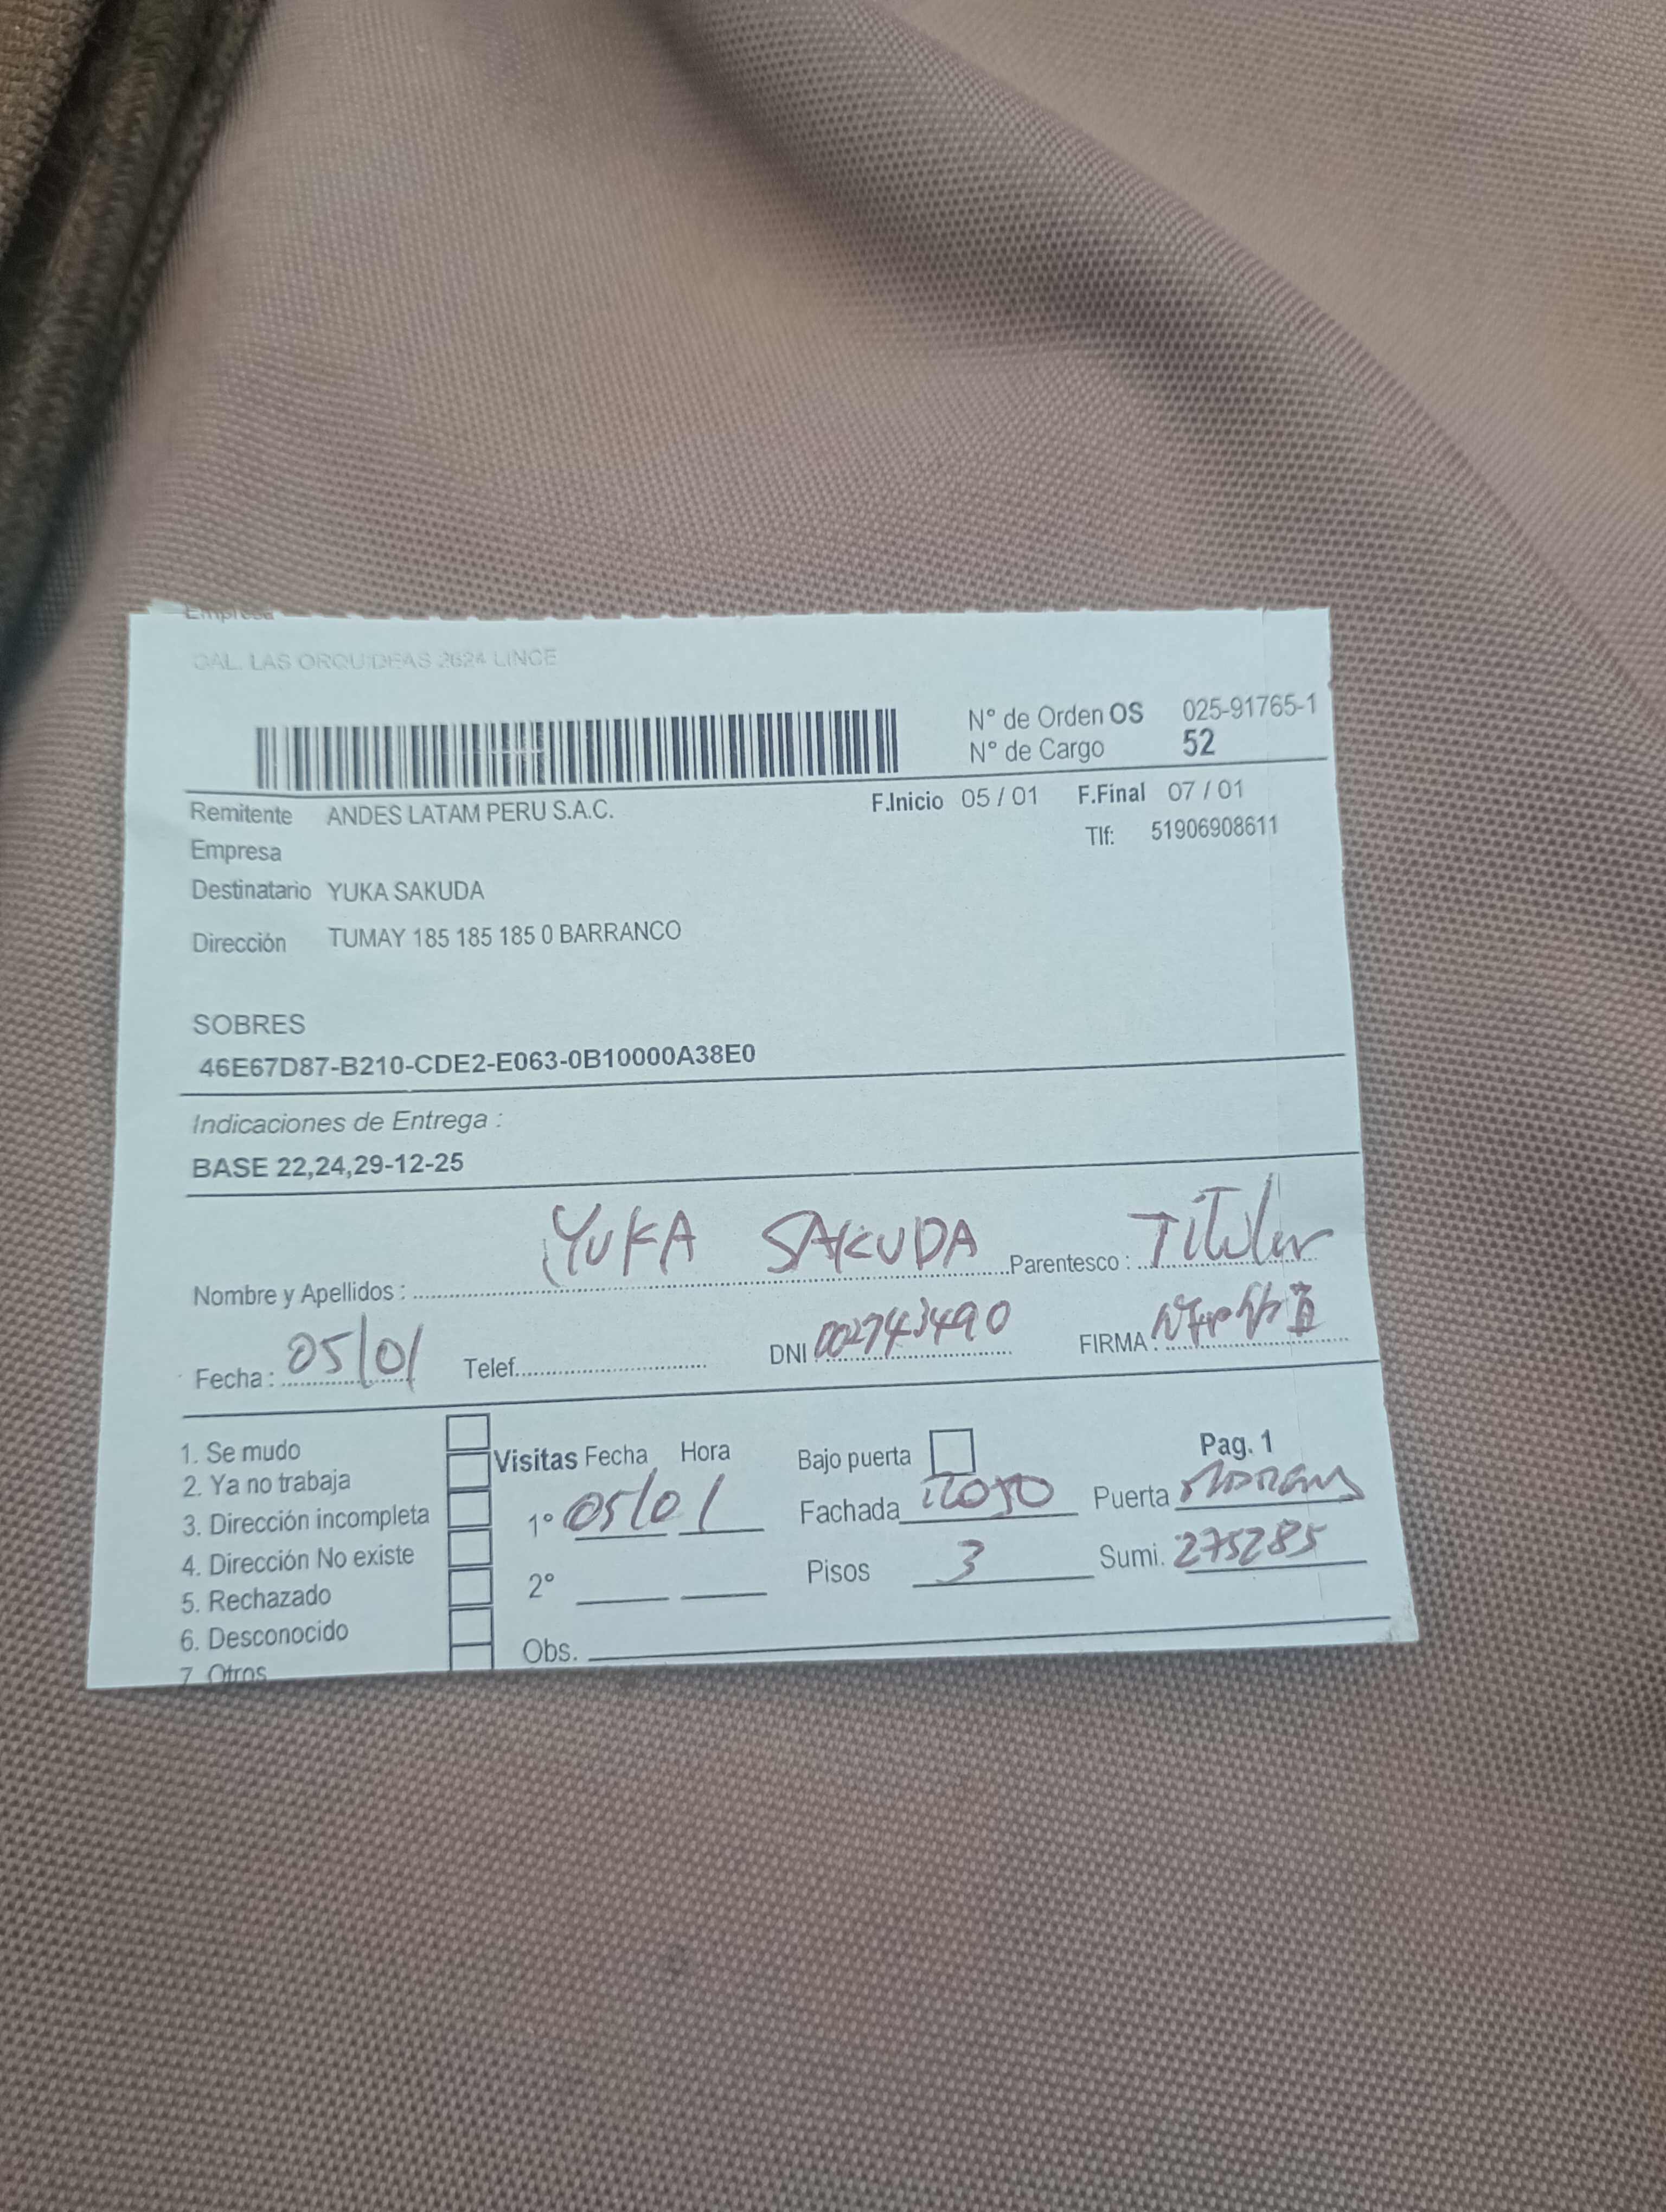 Empresa
CAL. LAS ORQUIDEAS 2624 LINCE
N° de Orden OS 025-91765-1
N° de Cargo 52
Remitente ANDES LATAM PERU S.A.C. F.Inicio 05 / 01 F.Final 07 / 01
Empresa Tlf: 51906908611
Destinatario YUKA SAKUDA
Dirección TUMAY 185 185 185 0 BARRANCO
SOBRES
46E67D87-B210-CDE2-E063-0B10000A38E0
Indicaciones de Entrega :
BASE 22,24,29-12-25
Nombre y Apellidos : YUKA SAKUDA Parentesco : Titular
Fecha : 05/01 Telef. DNI : 002743490 FIRMA :
1. Se mudo
2. Ya no trabaja
3. Dirección incompleta
4. Dirección No existe
5. Rechazado
6. Desconocido
7. Otros
Visitas Fecha Hora Bajo puerta Pag. 1
1° 05/01 Fachada Puerta
2° Pisos 3 Sumi. 275285
Obs.